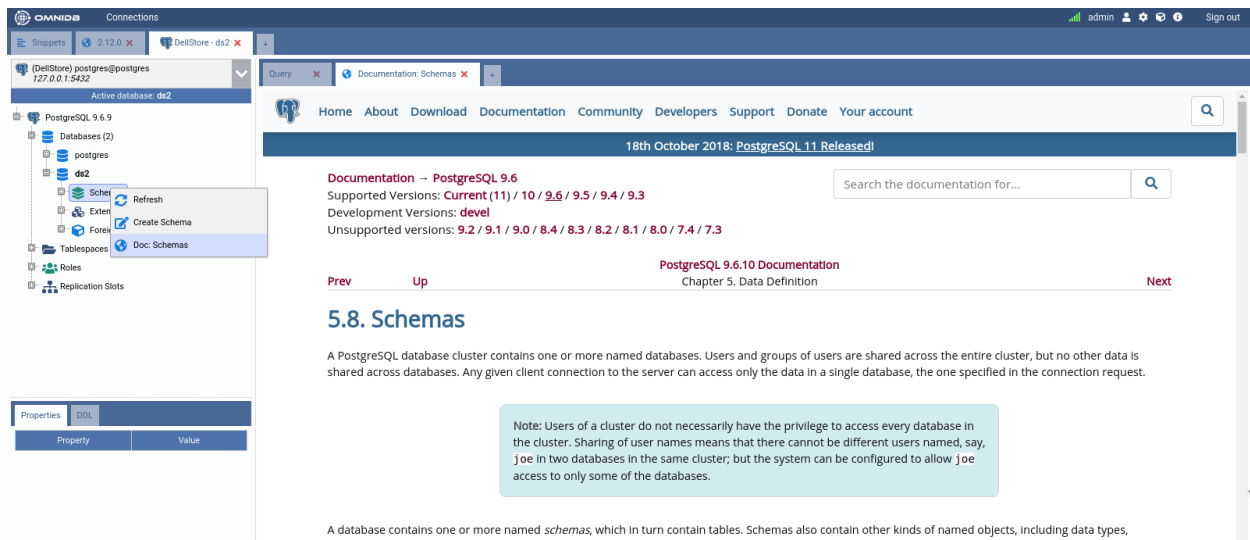 OMNIDB Connections admin Sign out
Snippets 2.12.0 DellStore - ds2 +
(DellStore) postgres@postgres
127.0.0.1:5432
Active database: ds2
PostgreSQL 9.6.9
Databases (2)
postgres
ds2
Schem
Exten
Foreig
Tablespaces
Roles
Replication Slots
Refresh
Create Schema
Doc: Schemas
Properties DDL
Property Value
Query Documentation: Schemas +
Home About Download Documentation Community Developers Support Donate Your account
18th October 2018: PostgreSQL 11 Released!
Documentation → PostgreSQL 9.6
Supported Versions: Current (11) / 10 / 9.6 / 9.5 / 9.4 / 9.3
Development Versions: devel
Unsupported versions: 9.2 / 9.1 / 9.0 / 8.4 / 8.3 / 8.2 / 8.1 / 8.0 / 7.4 / 7.3
Search the documentation for...
PostgreSQL 9.6.10 Documentation
Prev Up Chapter 5. Data Definition Next
5.8. Schemas
A PostgreSQL database cluster contains one or more named databases. Users and groups of users are shared across the entire cluster, but no other data is
shared across databases. Any given client connection to the server can access only the data in a single database, the one specified in the connection request.
Note: Users of a cluster do not necessarily have the privilege to access every database in
the cluster. Sharing of user names means that there cannot be different users named, say,
joe in two databases in the same cluster; but the system can be configured to allow joe
access to only some of the databases.
A database contains one or more named schemas, which in turn contain tables. Schemas also contain other kinds of named objects, including data types,